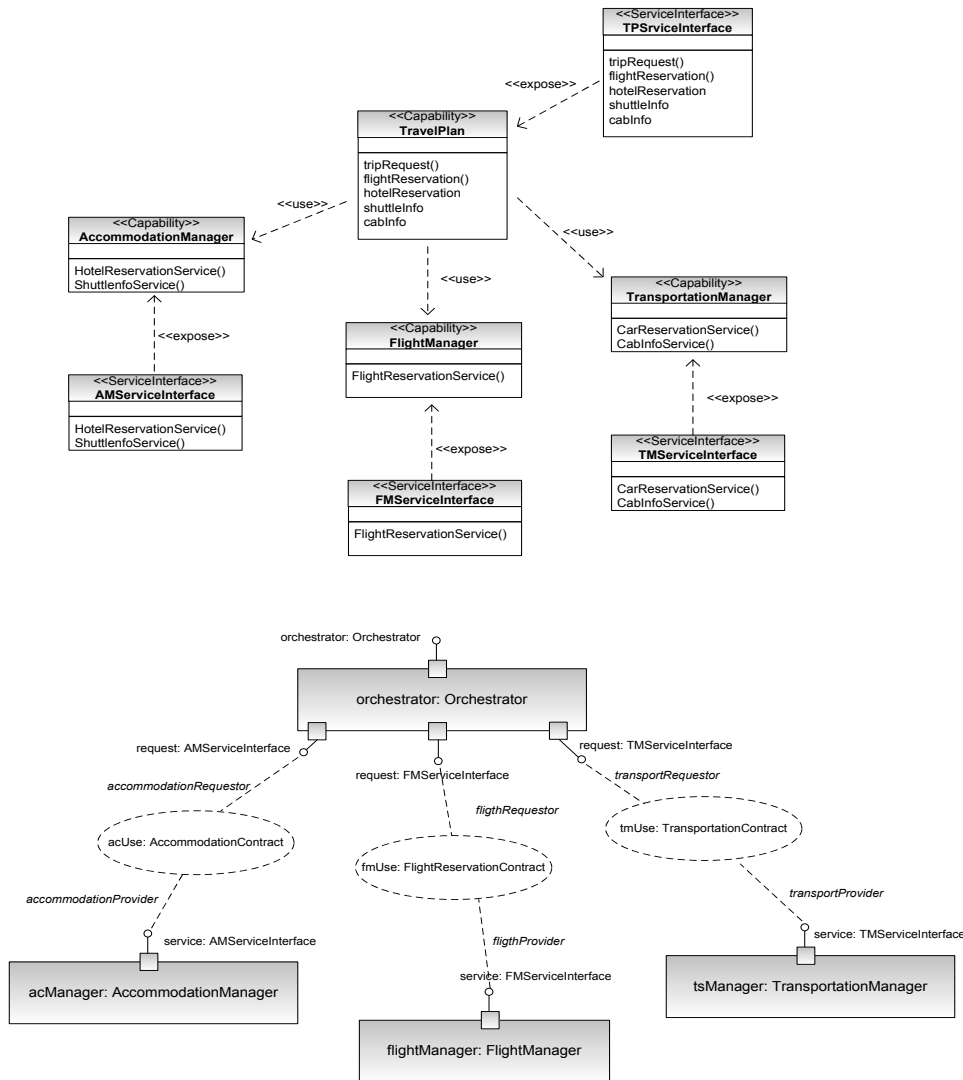 <<ServiceInterface>>
TPSrviceInterface
tripRequest()
flightReservation()
hotelReservation
shuttleInfo
cabInfo
<<expose>>
<<Capability>>
TravelPlan
tripRequest()
flightReservation()
hotelReservation
shuttleInfo
cabInfo
<<use>>
<<use>>
<<use>>
<<Capability>>
AccommodationManager
HotelReservationService()
ShuttlenfoService()
<<expose>>
<<ServiceInterface>>
AMServiceInterface
HotelReservationService()
ShuttlenfoService()
<<Capability>>
FlightManager
FlightReservationService()
<<expose>>
<<ServiceInterface>>
FMServiceInterface
FlightReservationService()
<<Capability>>
TransportationManager
CarReservationService()
CabInfoService()
<<expose>>
<<ServiceInterface>>
TMServiceInterface
CarReservationService()
CabInfoService()
orchestrator: Orchestrator
orchestrator: Orchestrator
request: AMServiceInterface
request: FMServiceInterface
request: TMServiceInterface
accommodationRequestor
fligthRequestor
transportRequestor
acUse: AccommodationContract
fmUse: FlightReservationContract
tmUse: TransportationContract
accommodationProvider
fligthProvider
transportProvider
service: AMServiceInterface
service: FMServiceInterface
service: TMServiceInterface
acManager: AccommodationManager
flightManager: FlightManager
tsManager: TransportationManager